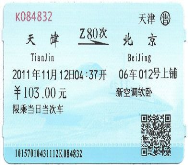 K084832 天津 售
天津 Z80次 北京
TianJin BeiJing
2011年11月12日04:37开 06车012号上铺
¥103.00元 新空调软卧
限乘当日当次车
10157010431112K084832